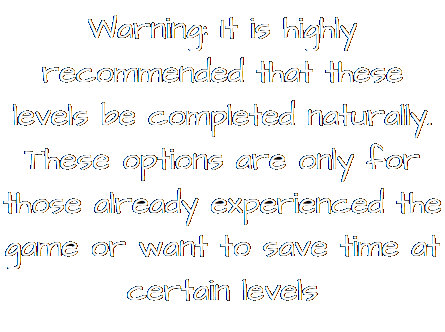 Warning: It is highly
recommended that these
levels be completed naturally.
These options are only for
those already experienced the
game or want to save time at
certain levels